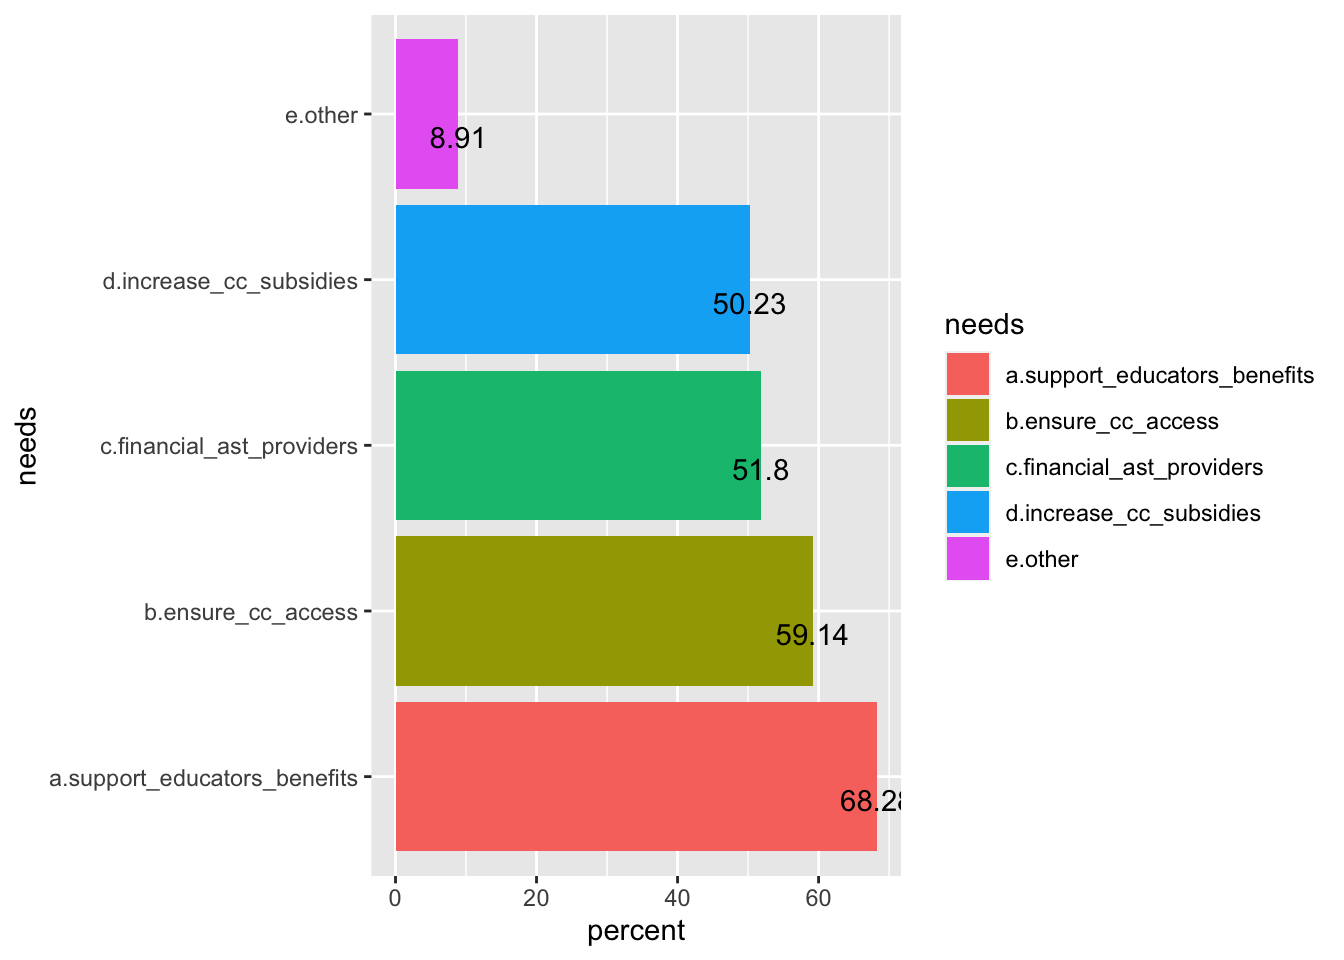 e.other
8.91
d.increase_cc_subsidies
50.23
c.financial_ast_providers
51.8
b.ensure_cc_access
59.14
a.support_educators_benefits
68.28
needs
0 20 40 60
percent
needs
a.support_educators_benefits
b.ensure_cc_access
c.financial_ast_providers
d.increase_cc_subsidies
e.other